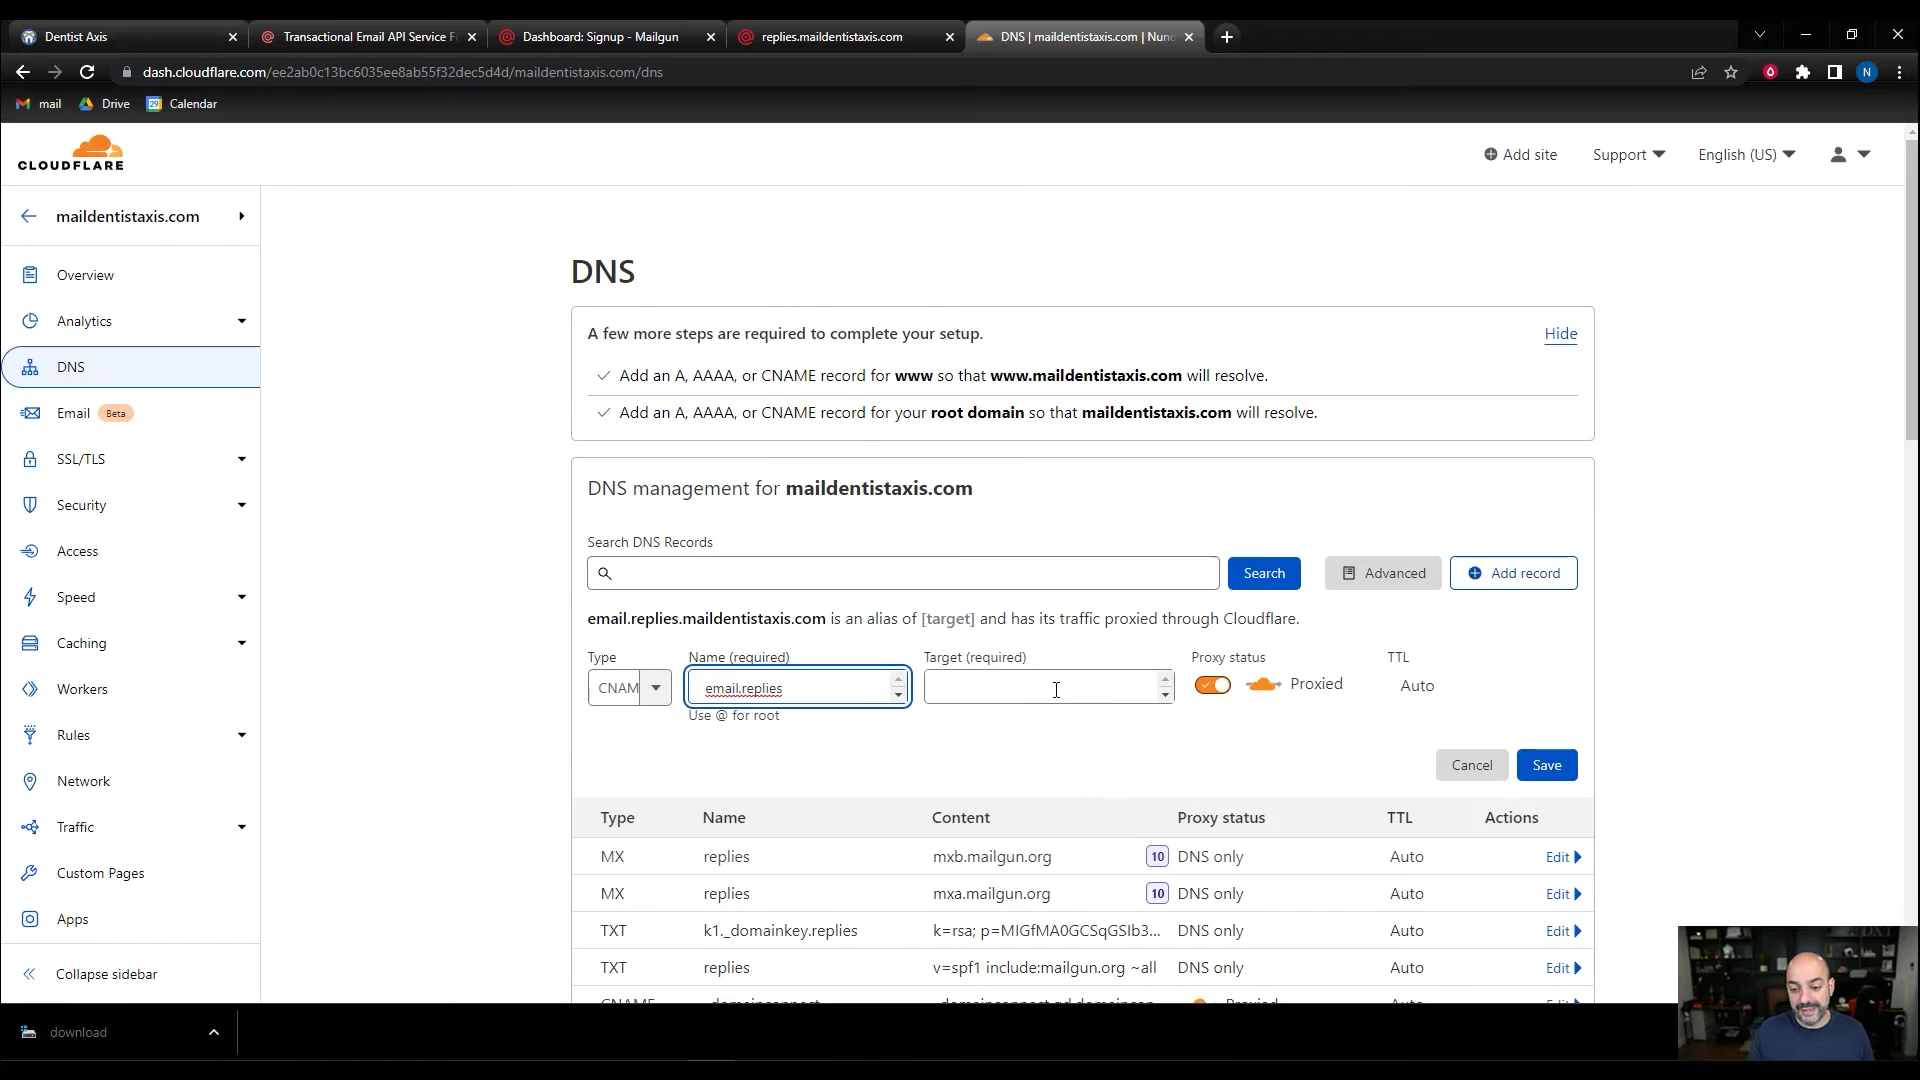 Dentist Axis
Transactional Email API Service Fo
Dashboard: Signup - Mailgun
replies.maildentistaxis.com
DNS | maildentistaxis.com | Nuno
dash.cloudflare.com/ee2ab0c13bc6035ee8ab55f32dec5d4d/maildentistaxis.com/dns
N
mail
Drive
Calendar
CLOUDFLARE
Add site
Support
English (US)
maildentistaxis.com
Overview
Analytics
DNS
Email Beta
SSL/TLS
Security
Access
Speed
Caching
Workers
Rules
Network
Traffic
Custom Pages
Apps
Collapse sidebar
DNS
A few more steps are required to complete your setup.
Hide
Add an A, AAAA, or CNAME record for www so that www.maildentistaxis.com will resolve.
Add an A, AAAA, or CNAME record for your root domain so that maildentistaxis.com will resolve.
DNS management for maildentistaxis.com
Search DNS Records
Search
Advanced
Add record
email.replies.maildentistaxis.com is an alias of [target] and has its traffic proxied through Cloudflare.
Type Name (required) Target (required) Proxy status TTL
CNAM email.replies Proxied Auto
Use @ for root
Cancel Save
Type Name Content Proxy status TTL Actions
MX replies mxb.mailgun.org 10 DNS only Auto Edit
MX replies mxa.mailgun.org 10 DNS only Auto Edit
TXT k1._domainkey.replies k=rsa; p=MIGfMA0GCSqGSIb3... DNS only Auto Edit
TXT replies v=spf1 include:mailgun.org ~all DNS only Auto Edit
download